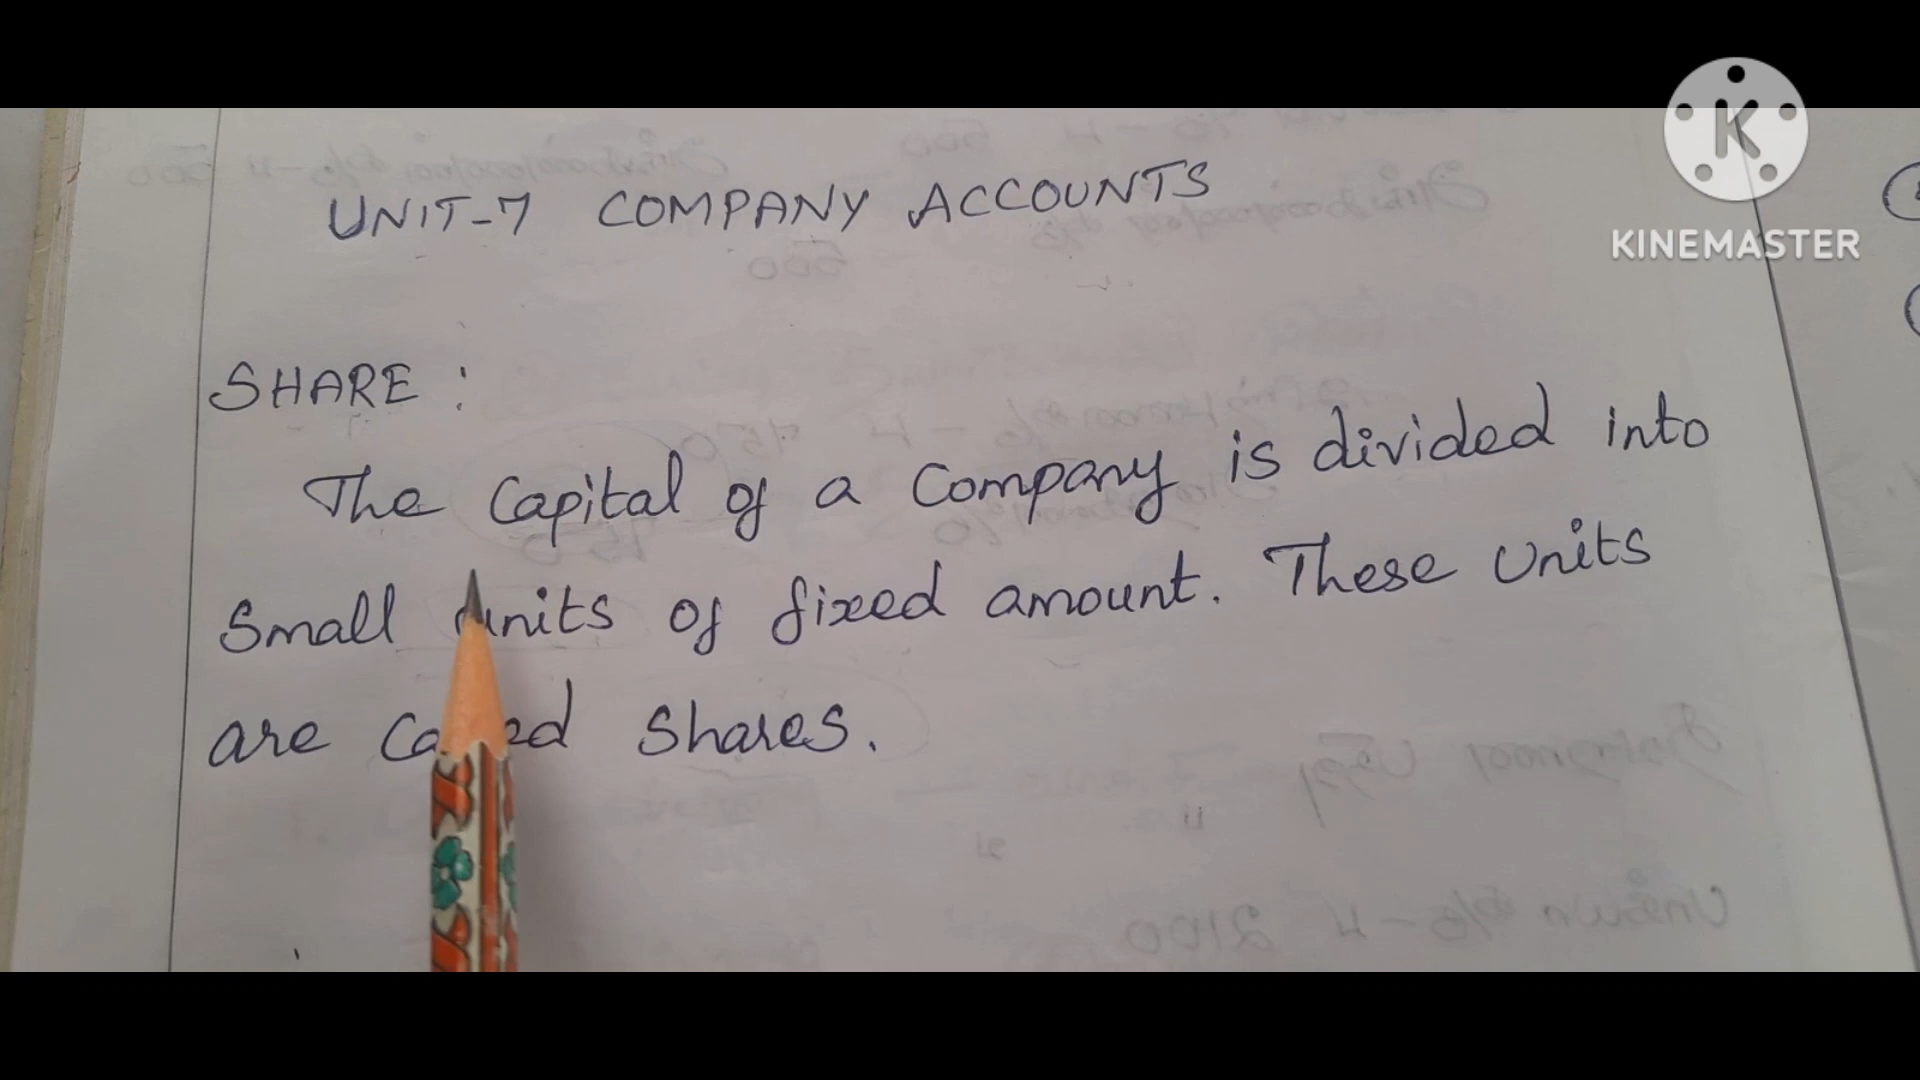 KINEMASTER
UNIT-7 COMPANY ACCOUNTS
SHARE :
The Capital of a Company is divided into
Small units of fixed amount. These units
are called Shares.